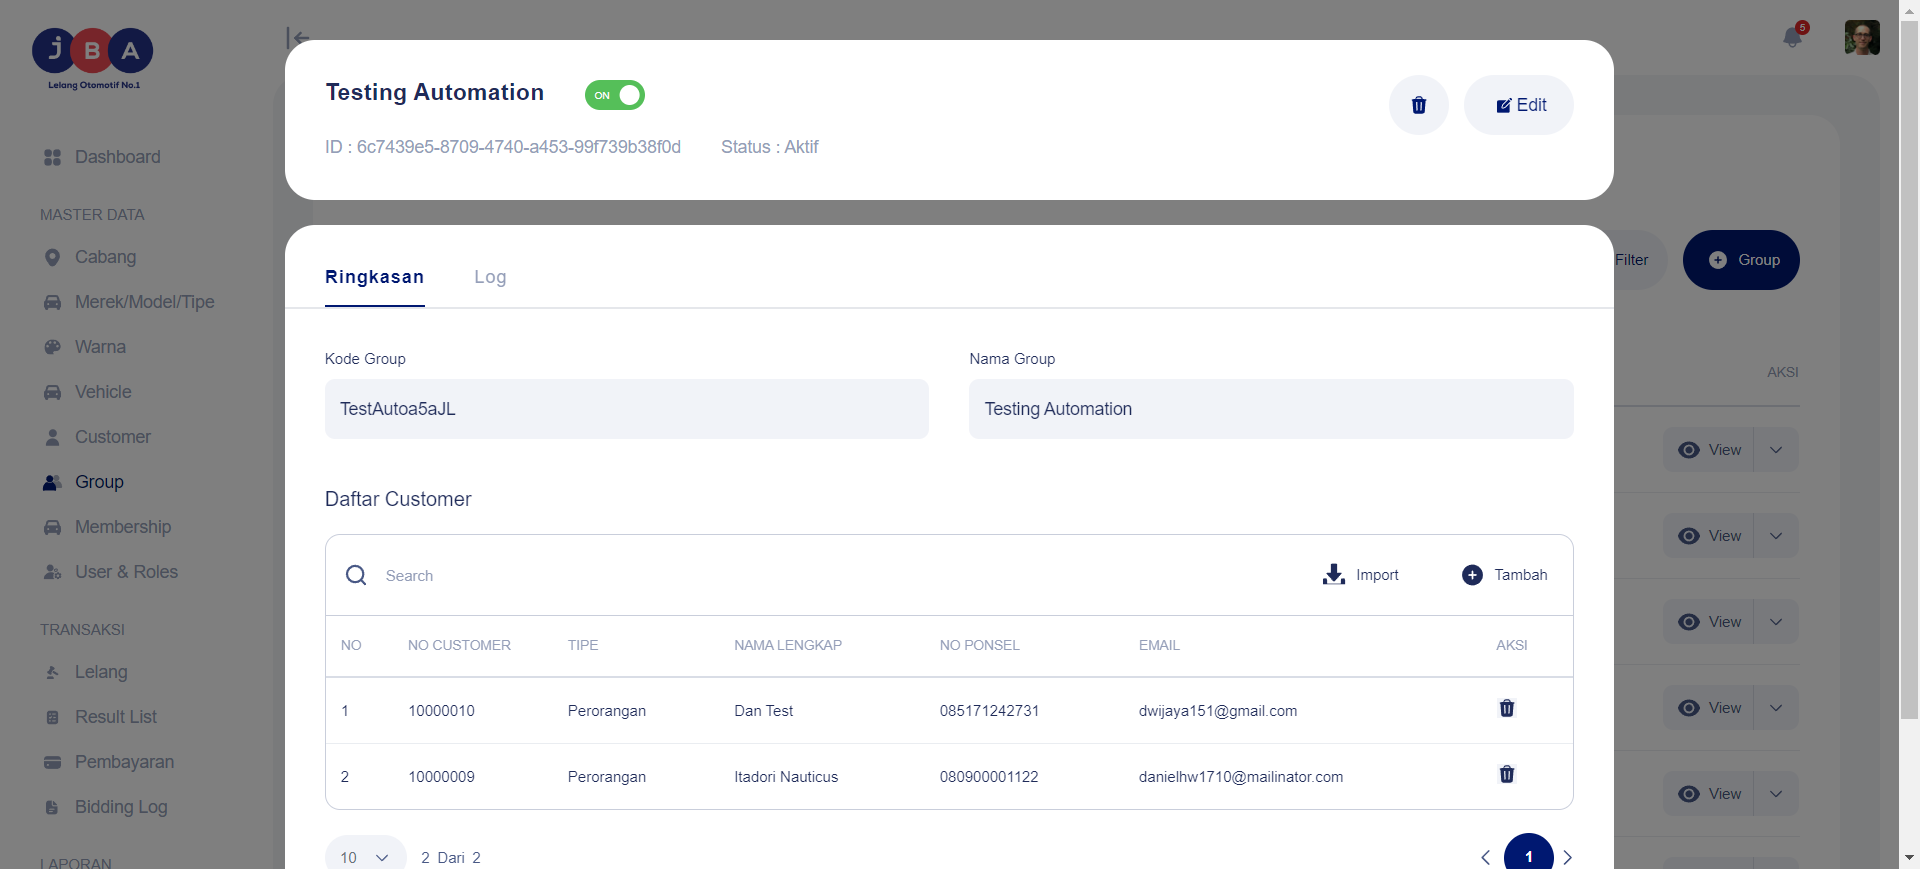 JBA
Lelang Otomotif No.1
5
Testing Automation
ON
Edit
ID : 6c7439e5-8709-4740-a453-99f739b38f0d
Status : Aktif
Dashboard
MASTER DATA
Cabang
Merek/Model/Tipe
Warna
Vehicle
Customer
Group
Membership
User & Roles
TRANSAKSI
Lelang
Result List
Pembayaran
Bidding Log
LAPORAN
Filter
Group
AKSI
View
View
View
View
View
Ringkasan
Log
Kode Group
Nama Group
TestAutoa5aJL
Testing Automation
Daftar Customer
Search
Import
Tambah
NO NO CUSTOMER TIPE NAMA LENGKAP NO PONSEL EMAIL AKSI
1 10000010 Perorangan Dan Test 085171242731 dwijaya151@gmail.com
2 10000009 Perorangan Itadori Nauticus 080900001122 danielhw1710@mailinator.com
10
2 Dari 2
1